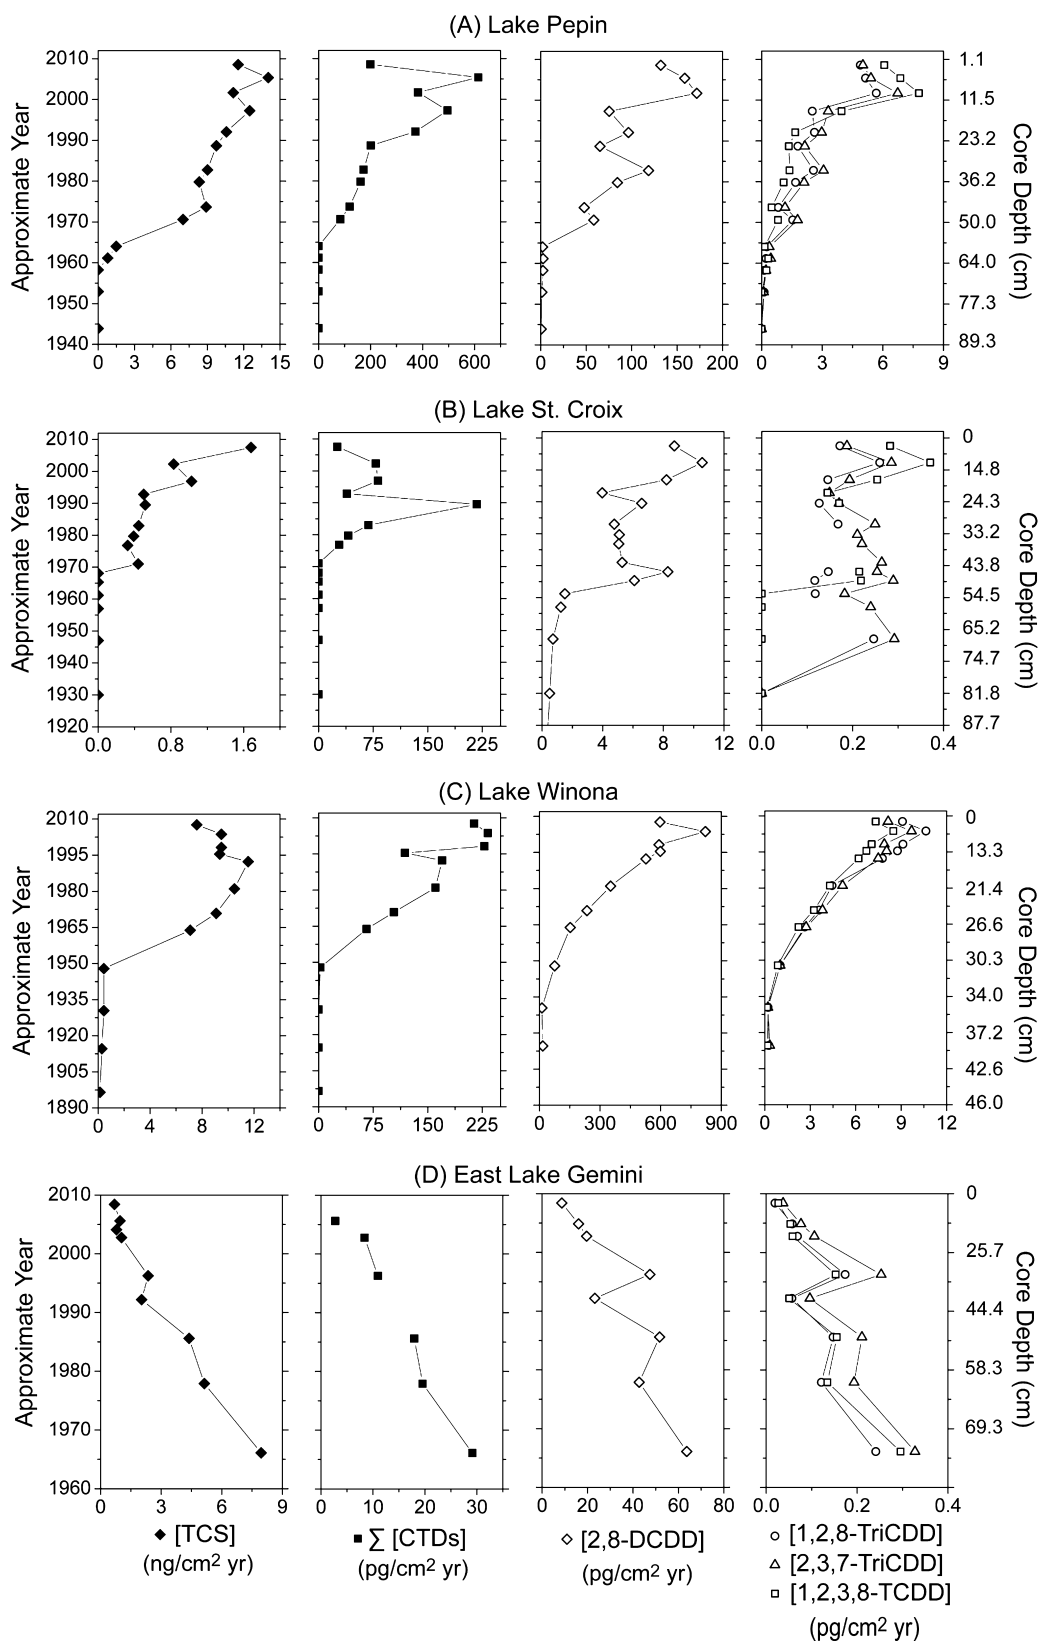 (A) Lake Pepin
Approximate Year
2010
2000
1990
1980
1970
1960
1950
1940
0 3 6 9 12 15
0 200 400 600
0 50 100 150 200
0 3 6 9
1.1
11.5
23.2
36.2
50.0
64.0
77.3
89.3
Core Depth (cm)
(B) Lake St. Croix
Approximate Year
2010
2000
1990
1980
1970
1960
1950
1940
1930
1920
0.0 0.8 1.6
0 75 150 225
0 4 8 12
0.0 0.2 0.4
0
14.8
24.3
33.2
43.8
54.5
65.2
74.7
81.8
87.7
Core Depth (cm)
(C) Lake Winona
Approximate Year
2010
1995
1980
1965
1950
1935
1920
1905
1890
0 4 8 12
0 75 150 225
0 300 600 900
0 3 6 9 12
0
13.3
21.4
26.6
30.3
34.0
37.2
42.6
46.0
Core Depth (cm)
(D) East Lake Gemini
Approximate Year
2010
2000
1990
1980
1970
1960
0 3 6 9
0 10 20 30
0 20 40 60 80
0.0 0.2 0.4
0
25.7
44.4
58.3
69.3
Core Depth (cm)
[TCS]
(ng/cm² yr)
∑ [CTDs]
(pg/cm² yr)
[2,8-DCDD]
(pg/cm² yr)
[1,2,8-TriCDD]
[2,3,7-TriCDD]
[1,2,3,8-TCDD]
(pg/cm² yr)